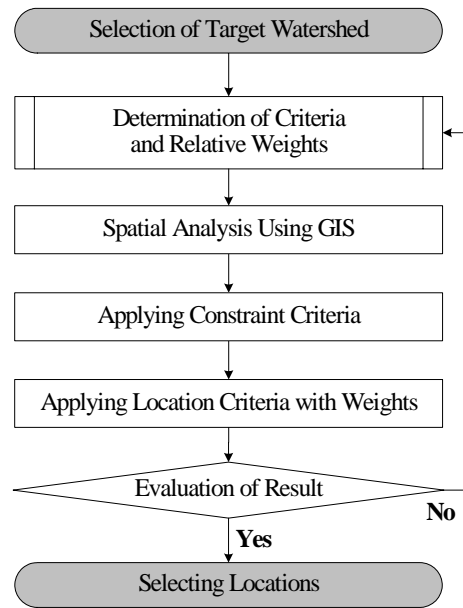 Selection of Target Watershed
Determination of Criteria
and Relative Weights
Spatial Analysis Using GIS
Applying Constraint Criteria
Applying Location Criteria with Weights
Evaluation of Result
No
Yes
Selecting Locations